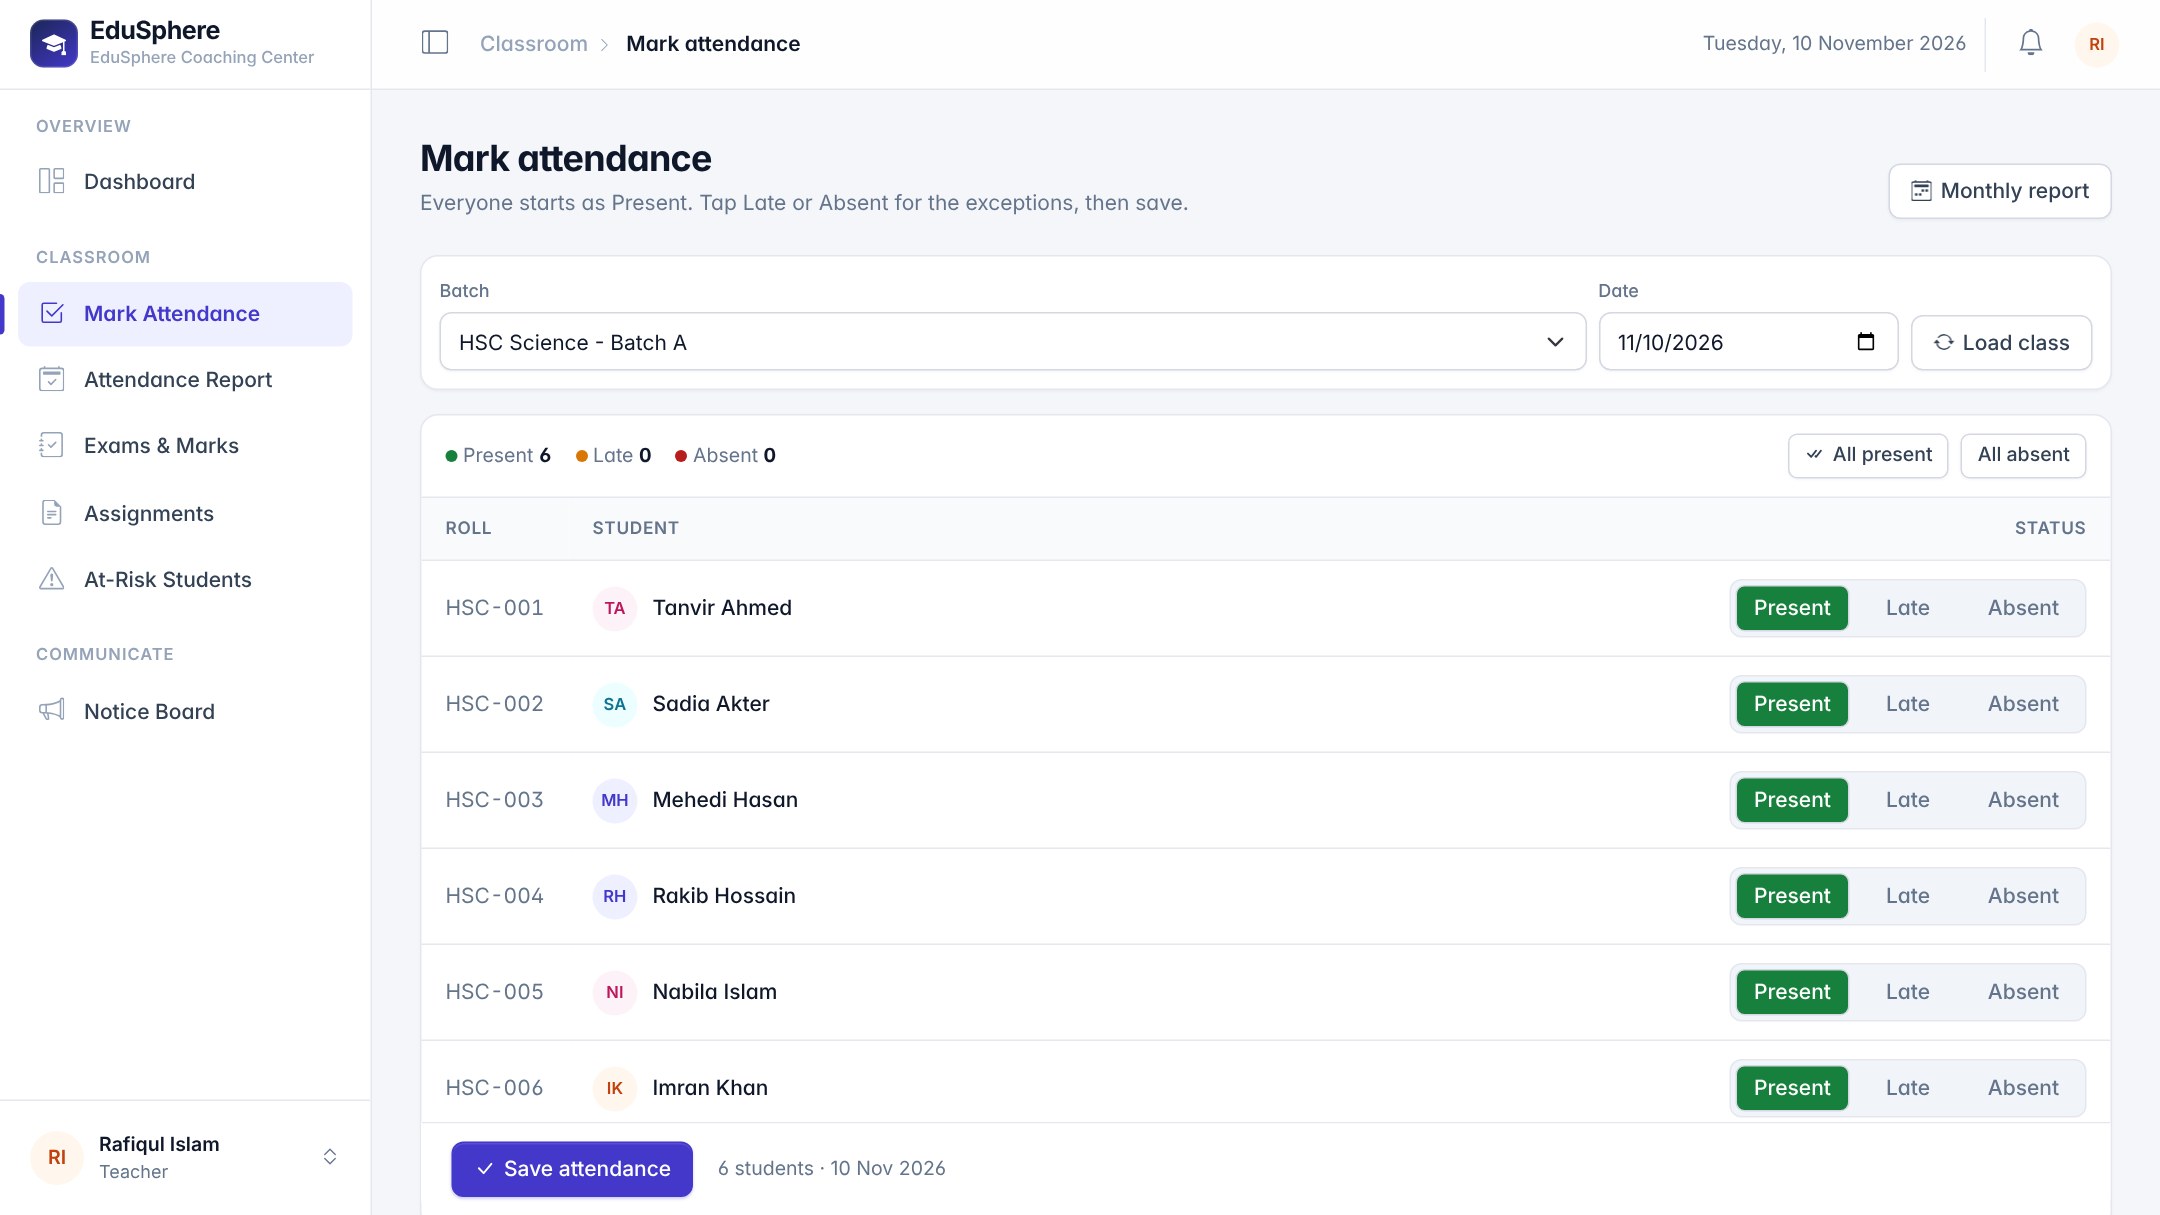 EduSphere
EduSphere Coaching Center
OVERVIEW
Dashboard
CLASSROOM
Mark Attendance
Attendance Report
Exams & Marks
Assignments
At-Risk Students
COMMUNICATE
Notice Board
RI
Rafiqul Islam
Teacher
Classroom > Mark attendance
Tuesday, 10 November 2026
RI
Mark attendance
Everyone starts as Present. Tap Late or Absent for the exceptions, then save.
Monthly report
Batch
Date
HSC Science - Batch A
11/10/2026
Load class
Present 6 Late 0 Absent 0
All present
All absent
ROLL STUDENT STATUS
HSC-001 TA Tanvir Ahmed Present Late Absent
HSC-002 SA Sadia Akter Present Late Absent
HSC-003 MH Mehedi Hasan Present Late Absent
HSC-004 RH Rakib Hossain Present Late Absent
HSC-005 NI Nabila Islam Present Late Absent
HSC-006 IK Imran Khan Present Late Absent
Save attendance
6 students · 10 Nov 2026